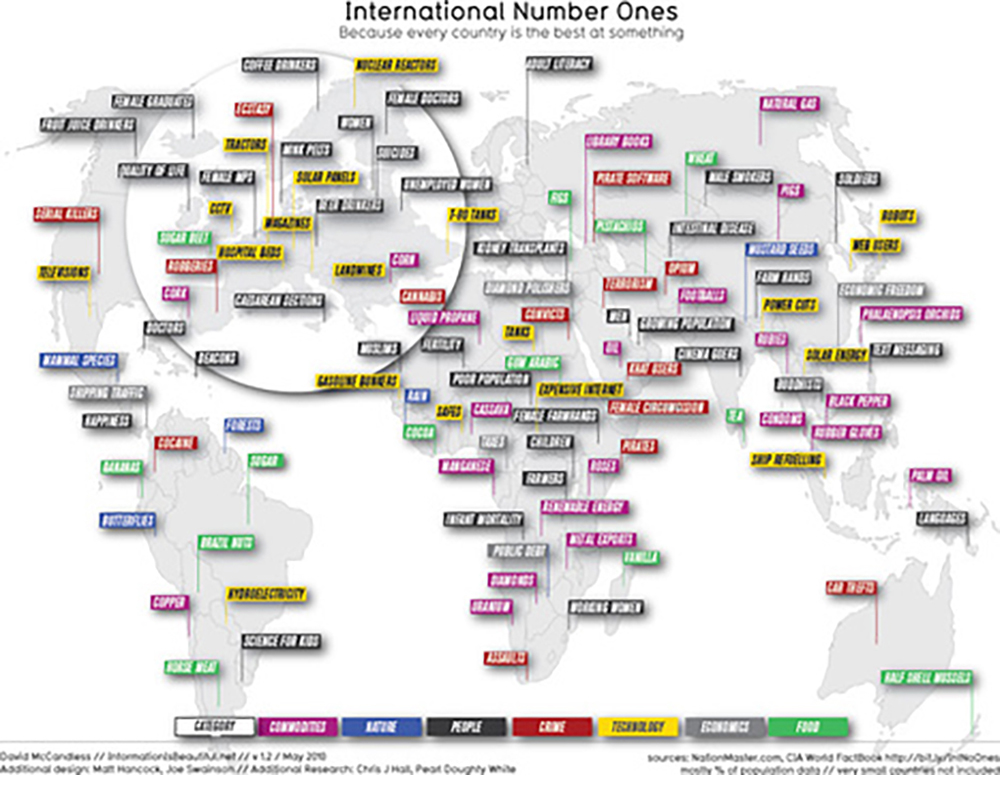 International Number Ones
Because every country is the best at something
COFFEE DRINKERS
NUCLEAR REACTORS
ADULT LITERACY
FEMALE GRADUATES
ECSTASY
FEMALE DOCTORS
NATURAL GAS
FRUIT JUICE DRINKERS
WOMEN
TRACTORS
MINK PELTS
SUICIDES
LIBRARY BOOKS
WHEAT
QUALITY OF LIFE
FEMALE MPS
SOLAR PANELS
UNEMPLOYED WOMEN
PIRATE SOFTWARE
MALE SMOKERS
PIGS
SOLDIERS
SERIAL KILLERS
CCTV
BEER DRINKERS
MAGAZINES
T-80 TANKS
FIGS
PISTACHIOS
INTESTINAL DISEASE
ROBOTS
SUGAR BEET
HOSPITAL BEDS
KIDNEY TRANSPLANTS
MUSTARD SEEDS
WEB USERS
TELEVISIONS
ROBBERIES
LANDMINES
CORN
OPIUM
FARM HANDS
CORK
CAESAREAN SECTIONS
CANNABIS
DIAMOND POLISHERS
TERRORISM
FOOTBALLS
ECONOMIC FREEDOM
POWER CUTS
DOCTORS
LIQUID PROPANE
CONVICTS
MEN
GROWING POPULATION
PHALAENOPSIS ORCHIDS
TANKS
MAMMAL SPECIES
DEACONS
MUSLIMS
FERTILITY
GUM ARABIC
OIL
CINEMA GOERS
RUBIES
SOLAR ENERGY
TEXT MESSAGING
KHAT USERS
SHIPPING TRAFFIC
GASOLINE BUNKERS
POOR POPULATION
EXPENSIVE INTERNET
BUDDHISTS
RAIN
BLACK PEPPER
HAPPINESS
FORESTS
SAFES
CASSAVA
FEMALE FARMHANDS
FEMALE CIRCUMCISION
TEA
CONDOMS
RUBBER GLOVES
COCAINE
COCOA
TAXES
CHILDREN
PIRATES
BANANAS
SUGAR
MANGANESE
ROSES
SHIP REFUELLING
FARMERS
PALM OIL
BUTTERFLIES
INFANT MORTALITY
RENEWABLE ENERGY
LANGUAGES
BRAZIL NUTS
PUBLIC DEBT
METAL EXPORTS
VANILLA
DIAMONDS
COPPER
HYDROELECTRICITY
URANIUM
WORKING WOMEN
CAR THEFTS
SCIENCE FOR KIDS
HORSE MEAT
ASSAULTS
HALF SHELL MUSSELS
CATEGORY
COMMODITIES
NATURE
PEOPLE
CRIME
TECHNOLOGY
ECONOMICS
FOOD
David McCandless // InformationIsBeautiful.net // v 1.2 / May 2010
Additional design: Matt Hancock, Joe Swainson // Additional Research: Chris J Hall, Pearl Doughty White
sources: NationMaster.com, CIA World FactBook http://bit.ly/IntNoOnes
mostly % of population data // very small countries not included